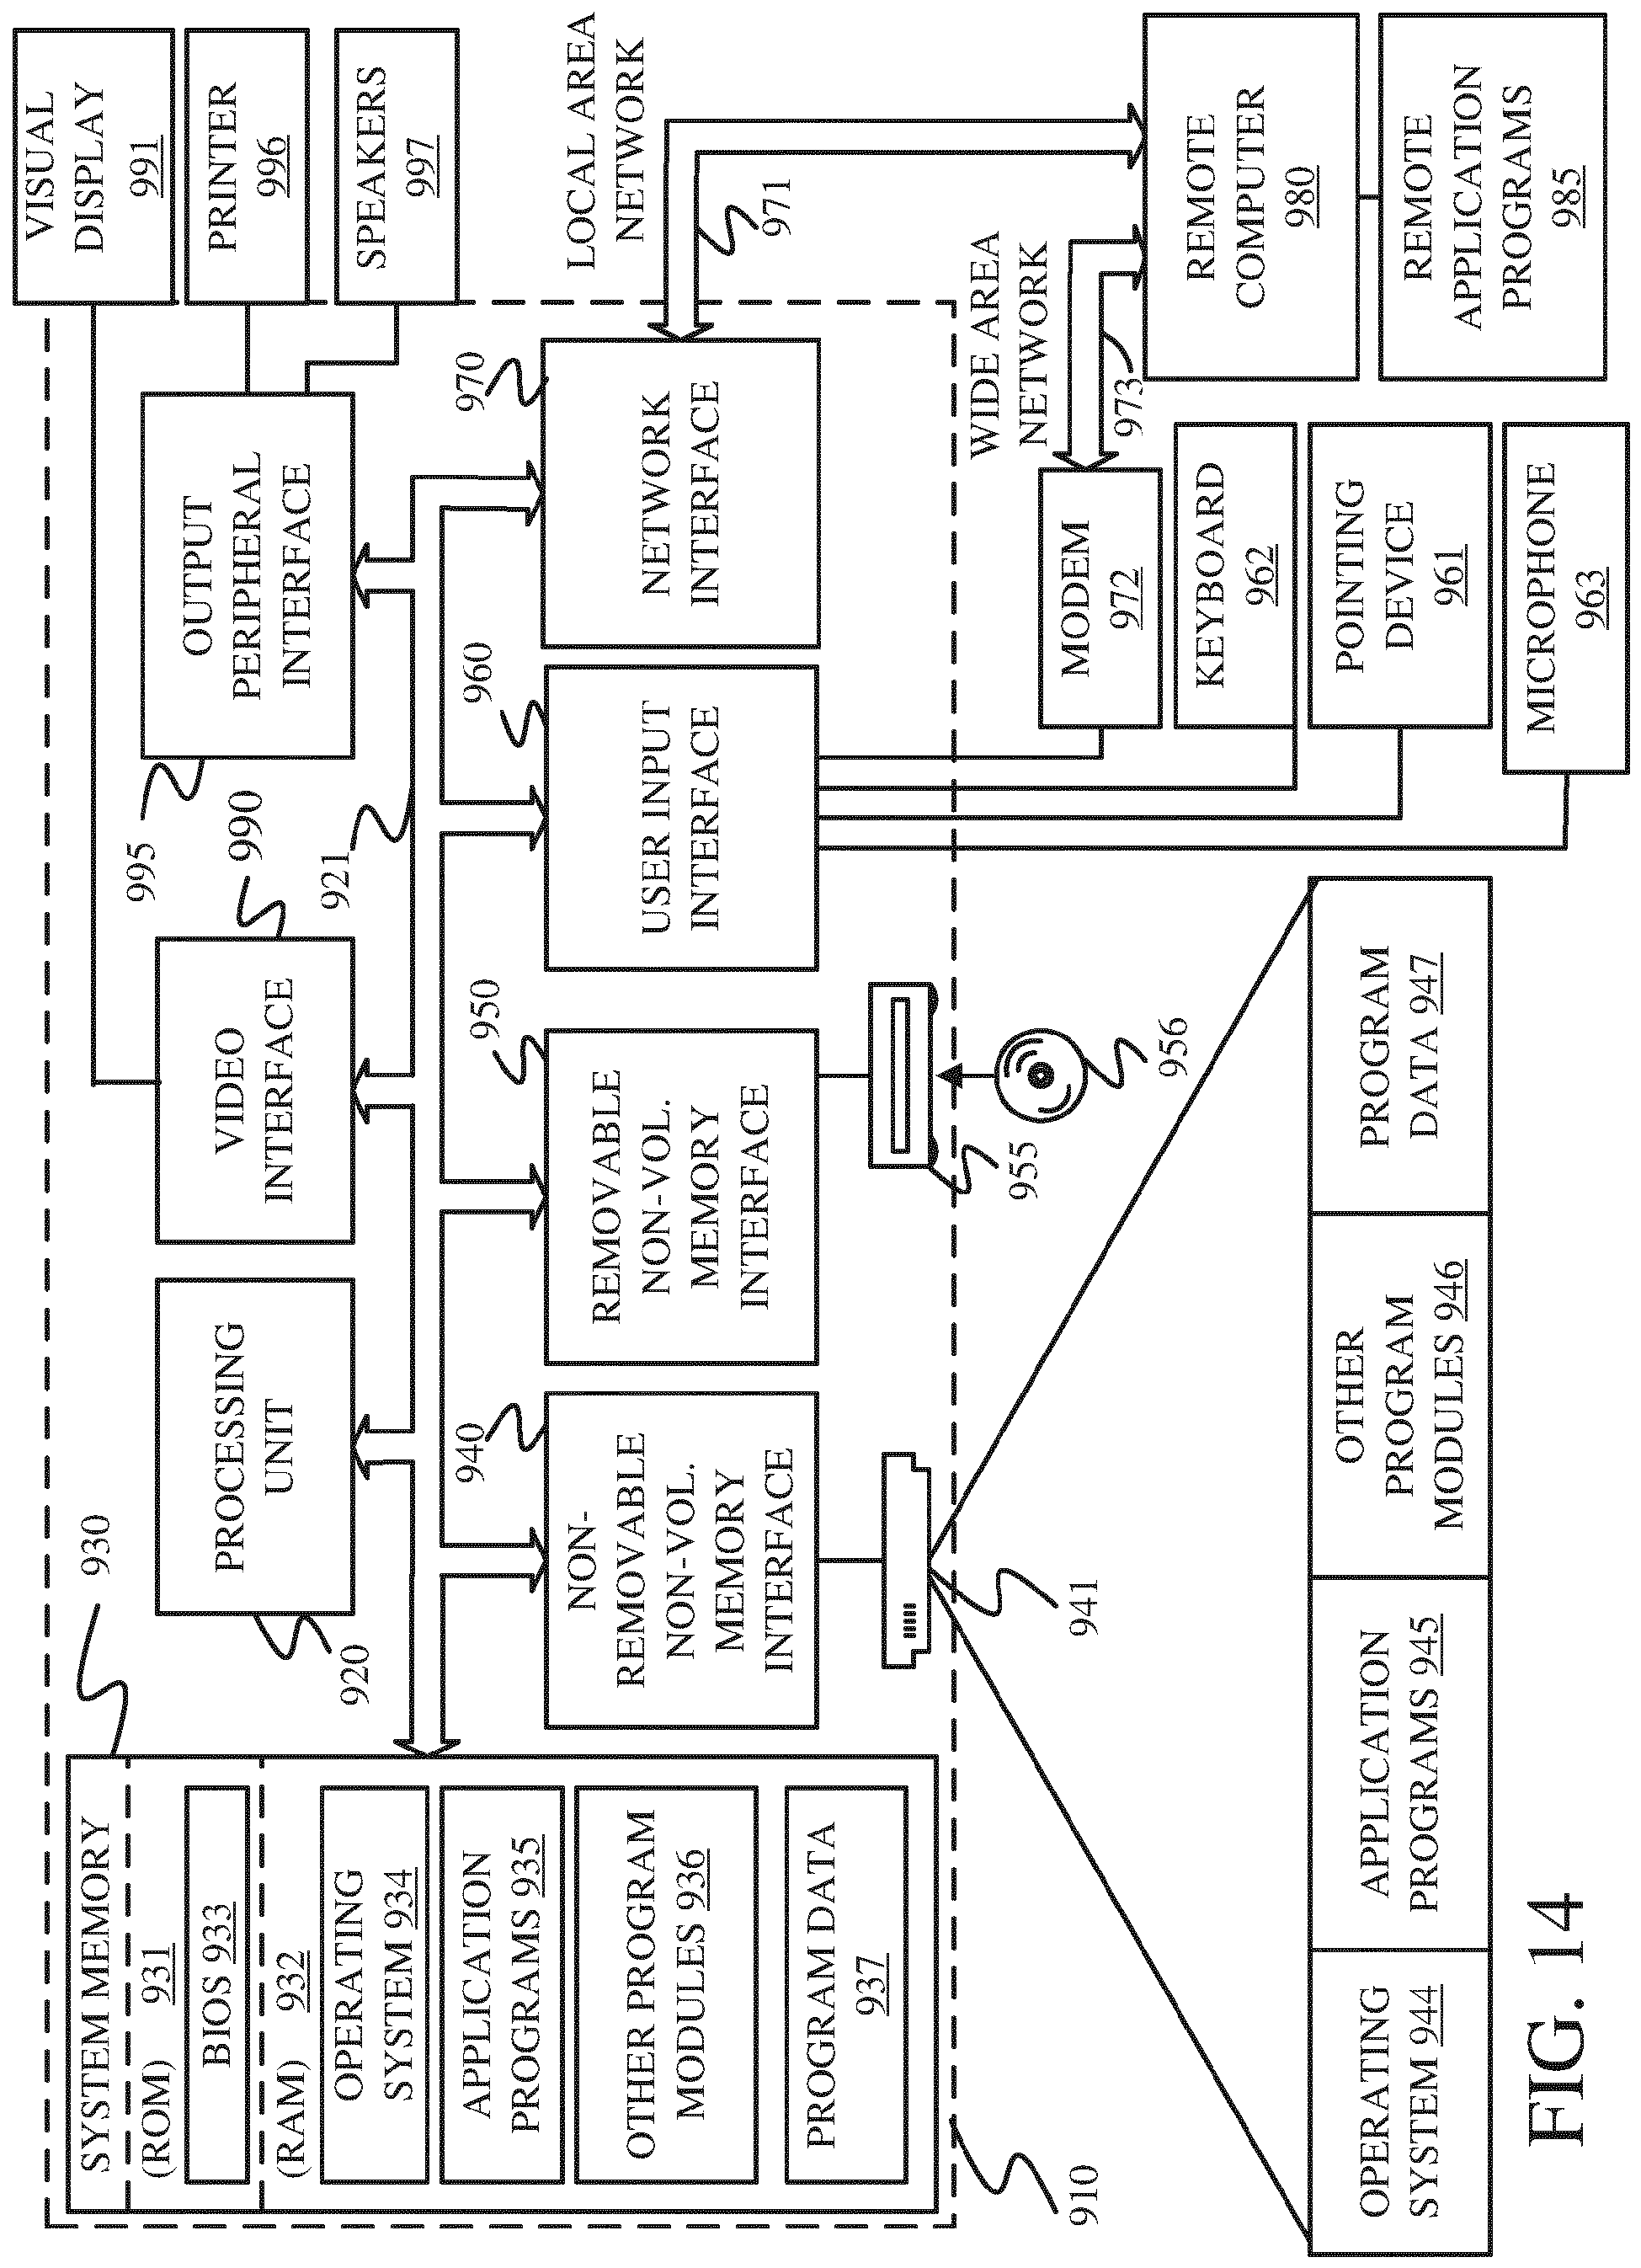 SYSTEM MEMORY
930
(ROM) 931
BIOS 933
(RAM) 932
OPERATING
SYSTEM 934
APPLICATION
PROGRAMS 935
OTHER PROGRAM
MODULES 936
PROGRAM DATA
937
910
PROCESSING
UNIT
920
VIDEO
INTERFACE
990
921
OUTPUT
PERIPHERAL
INTERFACE
995
VISUAL
DISPLAY
991
PRINTER
996
SPEAKERS
997
NON-
REMOVABLE
NON-VOL.
MEMORY
INTERFACE
940
REMOVABLE
NON-VOL.
MEMORY
INTERFACE
950
USER INPUT
INTERFACE
960
NETWORK
INTERFACE
970
LOCAL AREA
NETWORK
971
941
955
956
WIDE AREA
NETWORK
973
MODEM
972
KEYBOARD
962
POINTING
DEVICE
961
MICROPHONE
963
REMOTE
COMPUTER
980
REMOTE
APPLICATION
PROGRAMS
985
OPERATING
SYSTEM 944
APPLICATION
PROGRAMS 945
OTHER
PROGRAM
MODULES 946
PROGRAM
DATA 947
FIG. 14